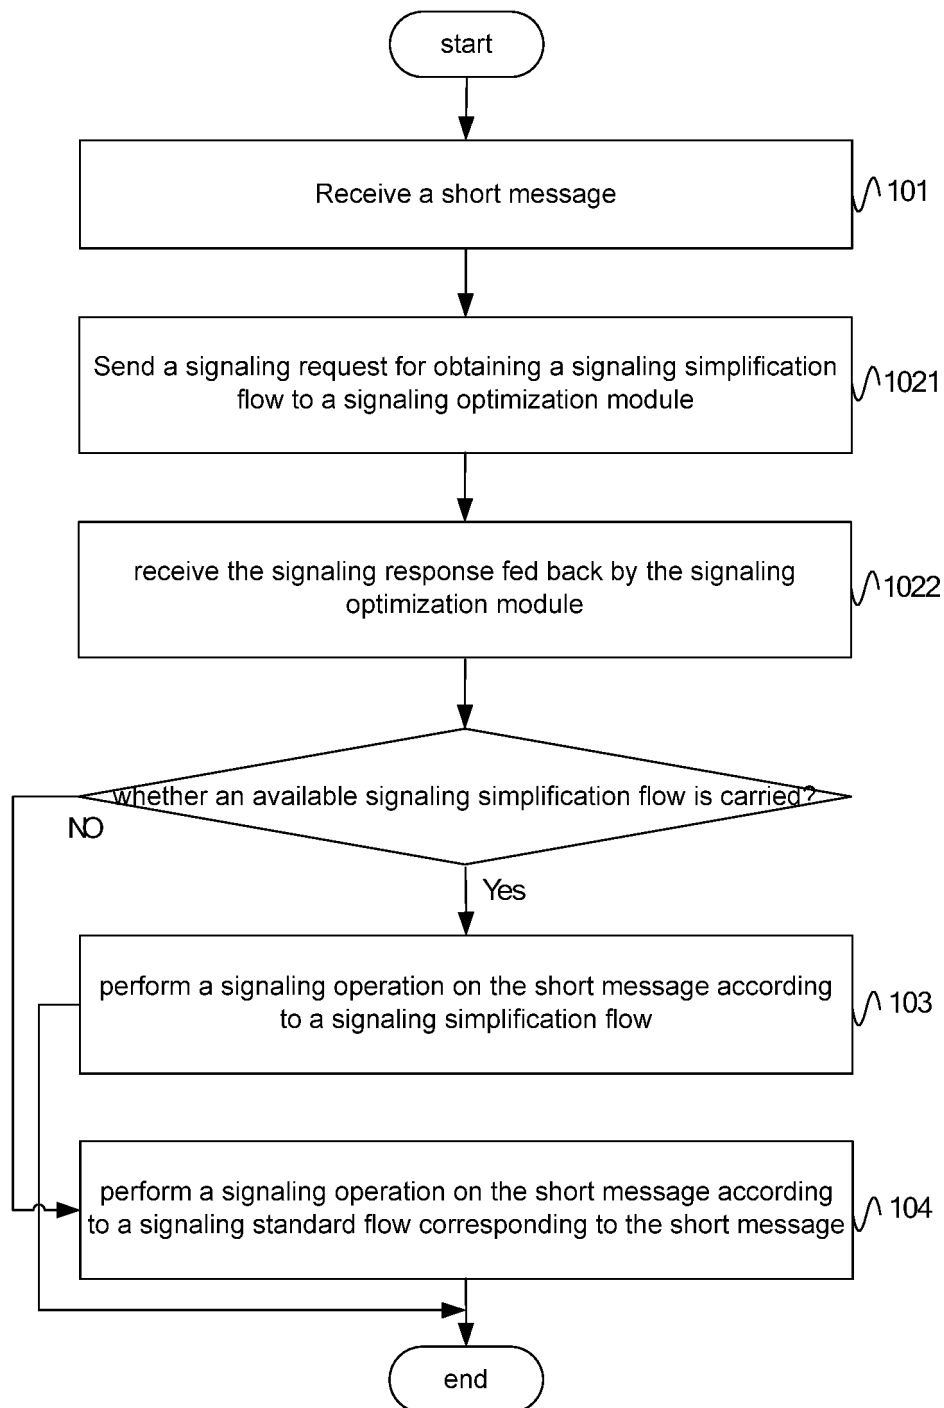 start
Receive a short message
101
Send a signaling request for obtaining a signaling simplification
flow to a signaling optimization module
1021
receive the signaling response fed back by the signaling
optimization module
1022
whether an available signaling simplification flow is carried?
NO
Yes
perform a signaling operation on the short message according
to a signaling simplification flow
103
perform a signaling operation on the short message according
to a signaling standard flow corresponding to the short message
104
end